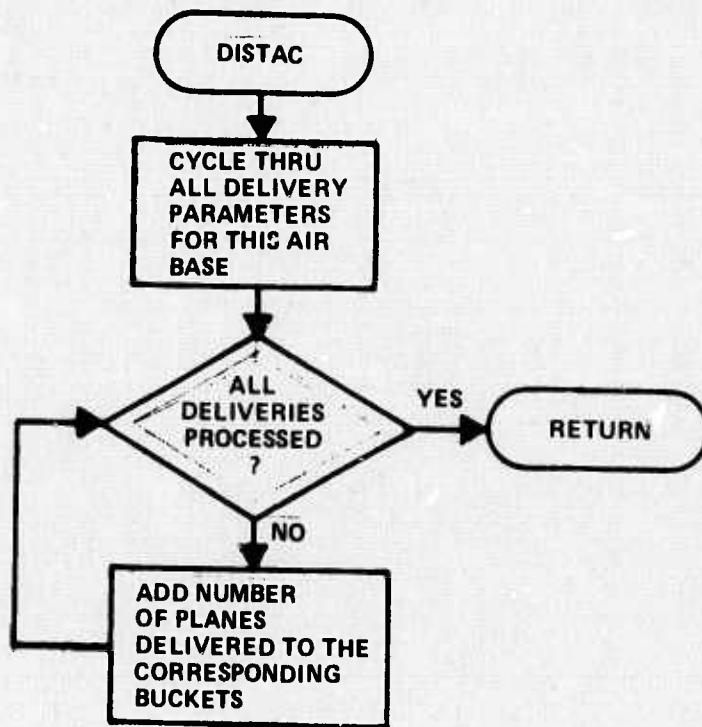 DISTAC
CYCLE THRU
ALL DELIVERY
PARAMETERS
FOR THIS AIR
BASE
ALL
DELIVERIES
PROCESSED
?
YES
RETURN
NO
ADD NUMBER
OF PLANES
DELIVERED TO THE
CORRESPONDING
BUCKETS